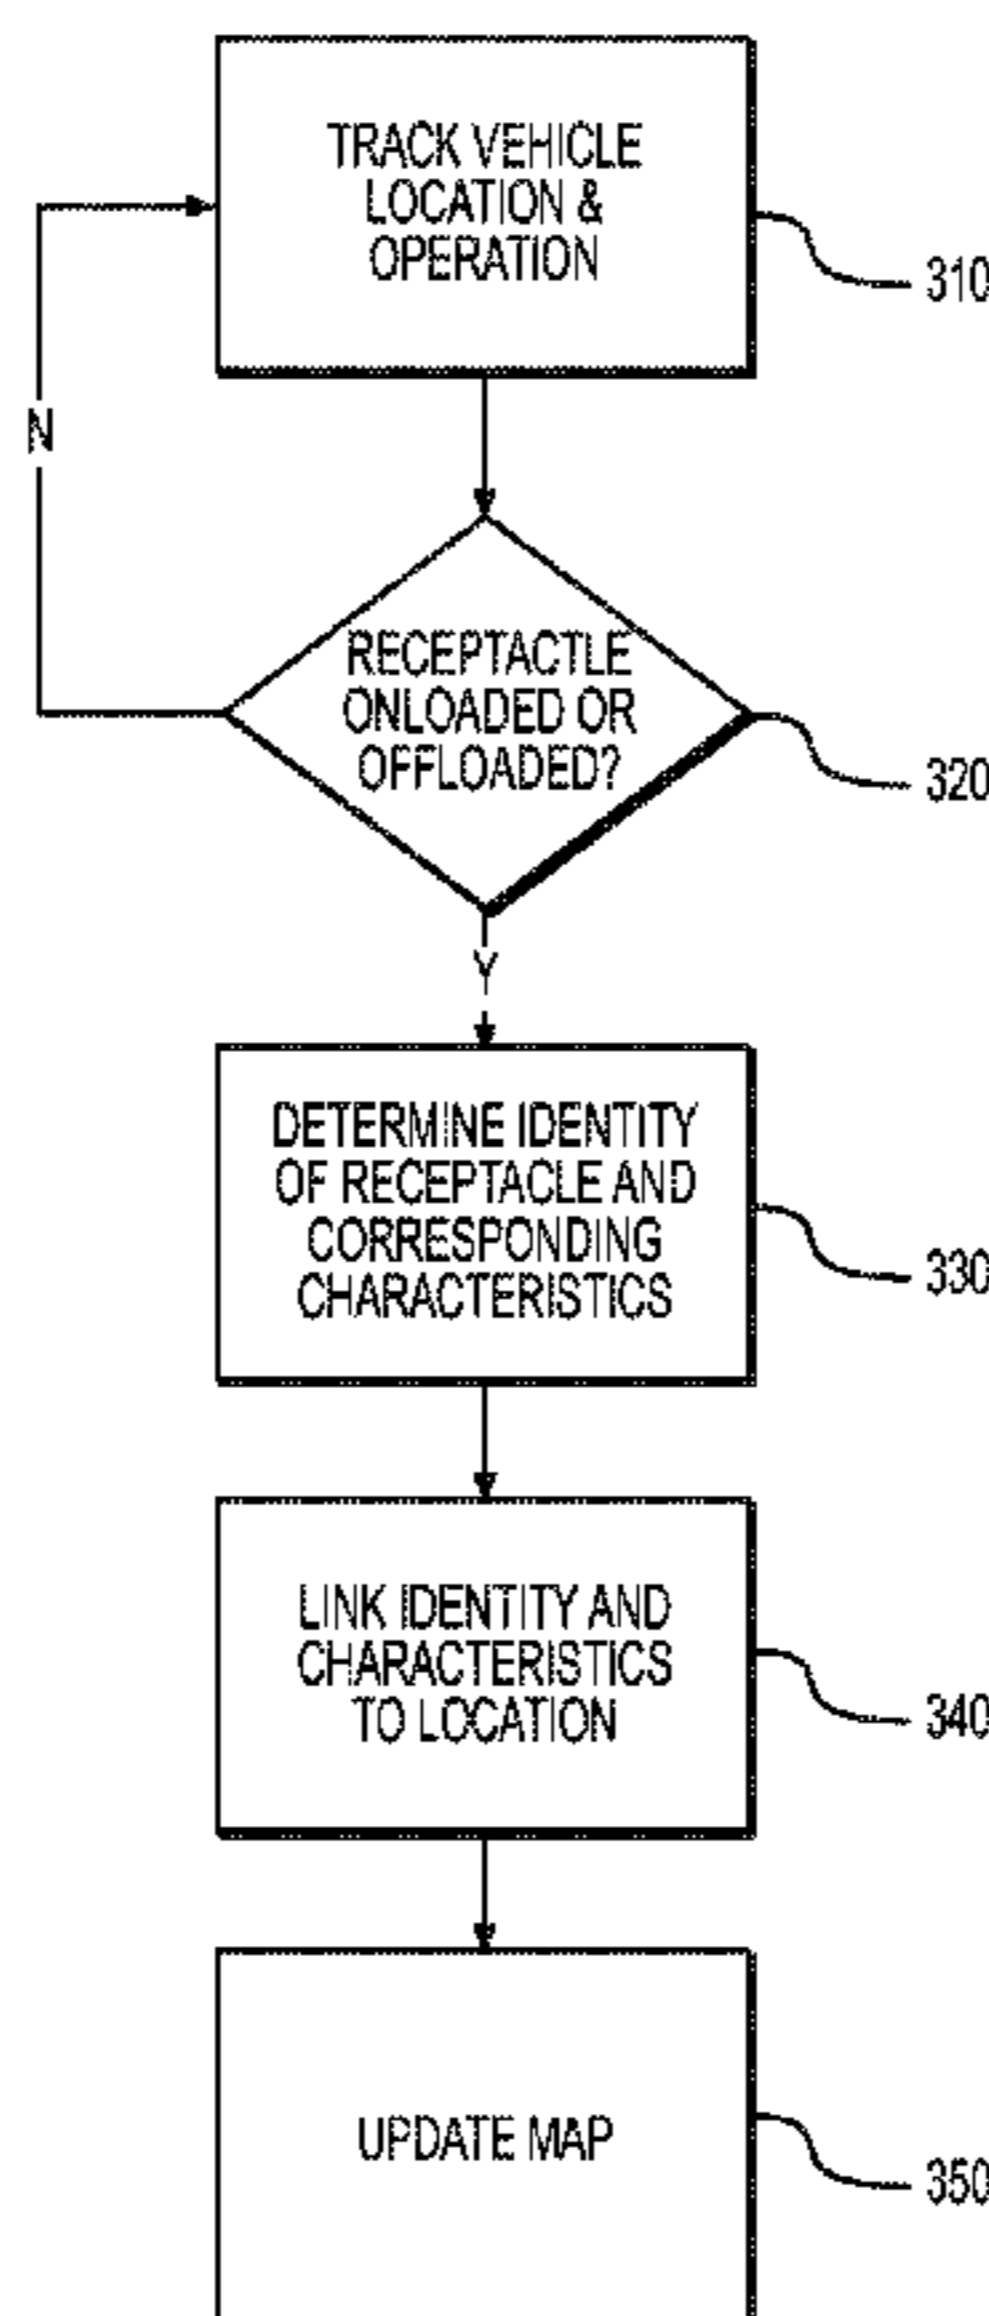 TRACK VEHICLE
LOCATION &
OPERATION
310
N
RECEPTACTLE
ONLOADED OR
OFFLOADED?
320
Y
DETERMINE IDENTITY
OF RECEPTACLE AND
CORRESPONDING
CHARACTERISTICS
330
LINK IDENTITY AND
CHARACTERISTICS
TO LOCATION
340
UPDATE MAP
350